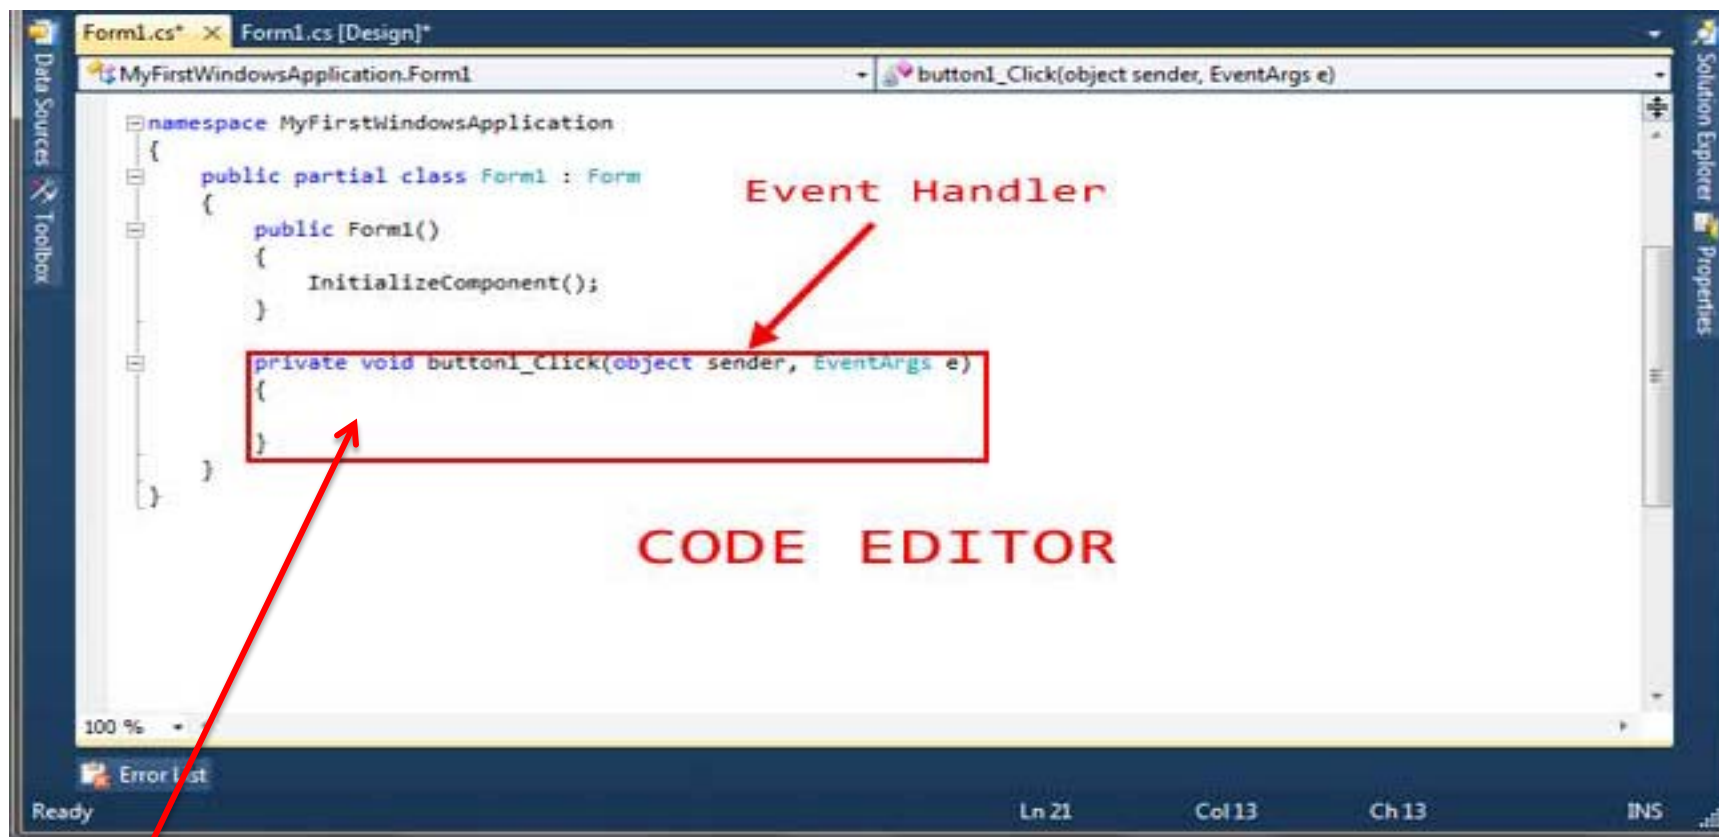 Form1.cs* × Form1.cs [Design]*
MyFirstWindowsApplication.Form1 button1_Click(object sender, EventArgs e)
Data Sources
Toolbox
namespace MyFirstWindowsApplication
{
public partial class Form1 : Form
{
public Form1()
{
InitializeComponent();
}
private void button1_Click(object sender, EventArgs e)
{
}
}
}
Event Handler
CODE EDITOR
Solution Explorer
Properties
100 %
Error List
Ready Ln 21 Col 13 Ch 13 INS